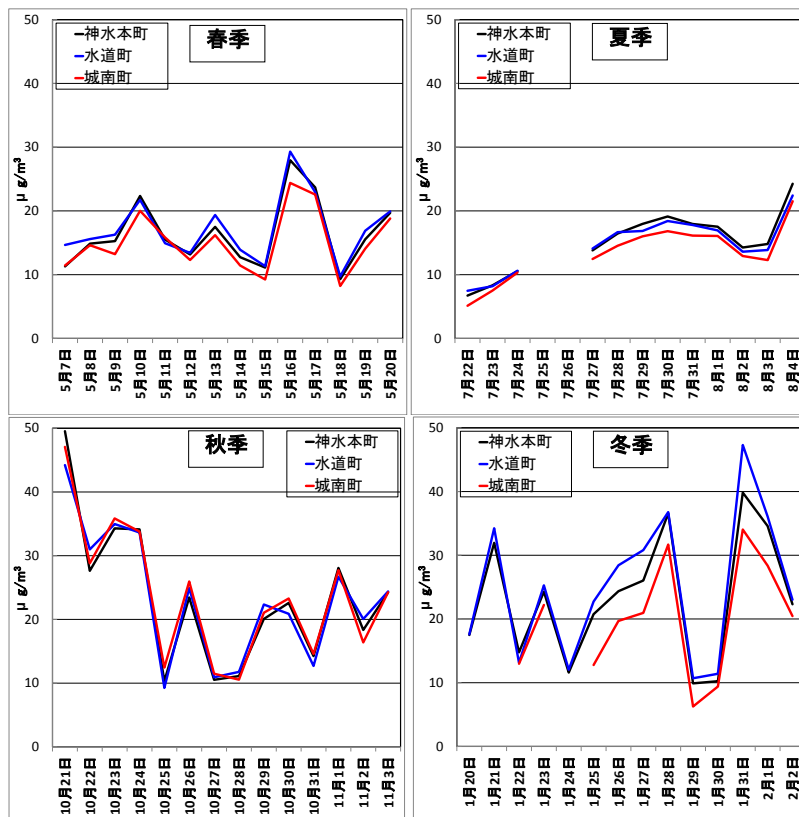 神水本町
水道町
城南町
春季
μ g/m³
50
40
30
20
10
0
5月7日
5月8日
5月9日
5月10日
5月11日
5月12日
5月13日
5月14日
5月15日
5月16日
5月17日
5月18日
5月19日
5月20日
神水本町
水道町
城南町
夏季
μ g/m³
50
40
30
20
10
0
7月22日
7月23日
7月24日
7月25日
7月26日
7月27日
7月28日
7月29日
7月30日
7月31日
8月1日
8月2日
8月3日
8月4日
秋季
神水本町
水道町
城南町
μ g/m³
50
40
30
20
10
0
10月21日
10月22日
10月23日
10月24日
10月25日
10月26日
10月27日
10月28日
10月29日
10月30日
10月31日
11月1日
11月2日
11月3日
神水本町
水道町
城南町
冬季
μ g/m³
50
40
30
20
10
0
1月20日
1月21日
1月22日
1月23日
1月24日
1月25日
1月26日
1月27日
1月28日
1月29日
1月30日
1月31日
2月1日
2月2日